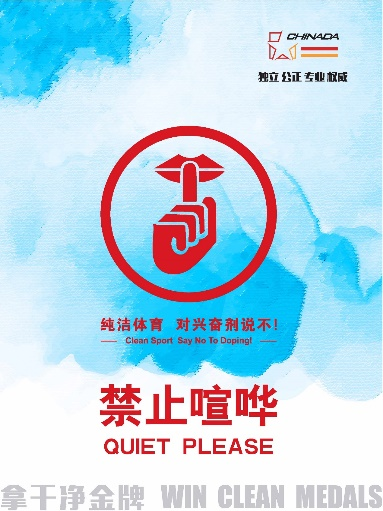 CHINADA
独立 公正 专业 权威
纯洁体育 对兴奋剂说不!
Clean Sport Say No To Doping!
禁止喧哗
QUIET PLEASE
拿干净金牌 WIN CLEAN MEDALS